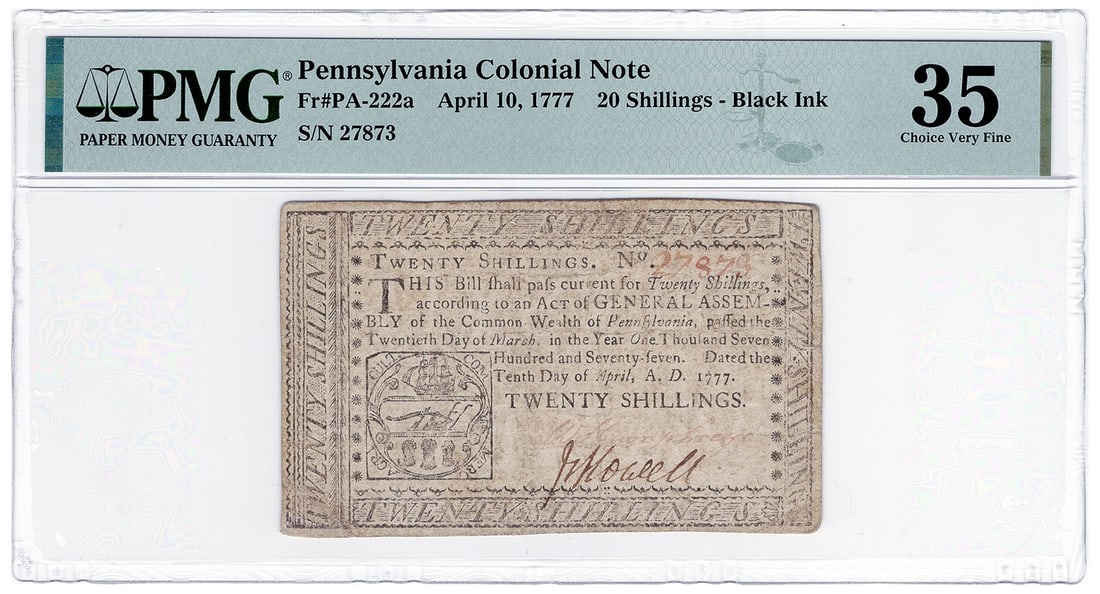 PMG®
PAPER MONEY GUARANTY
Pennsylvania Colonial Note
Fr#PA-222a April 10, 1777 20 Shillings - Black Ink
S/N 27873
35
Choice Very Fine
TWENTY SHILLINGS
TWENTY SHILLINGS
TWENTY SHILLINGS
TWENTY SHILLINGS. No. 27873
THIS Bill ſhall paſs current for Twenty Shillings,
according to an ACT of GENERAL ASSEM-
BLY of the Common Wealth of Pennſylvania, paſſed the
Twentieth Day of March, in the Year One Thouſand Seven
Hundred and Seventy-ſeven. Dated the
Tenth Day of April, A. D. 1777.
TWENTY SHILLINGS.
Howell
TWENTY SHILLINGS